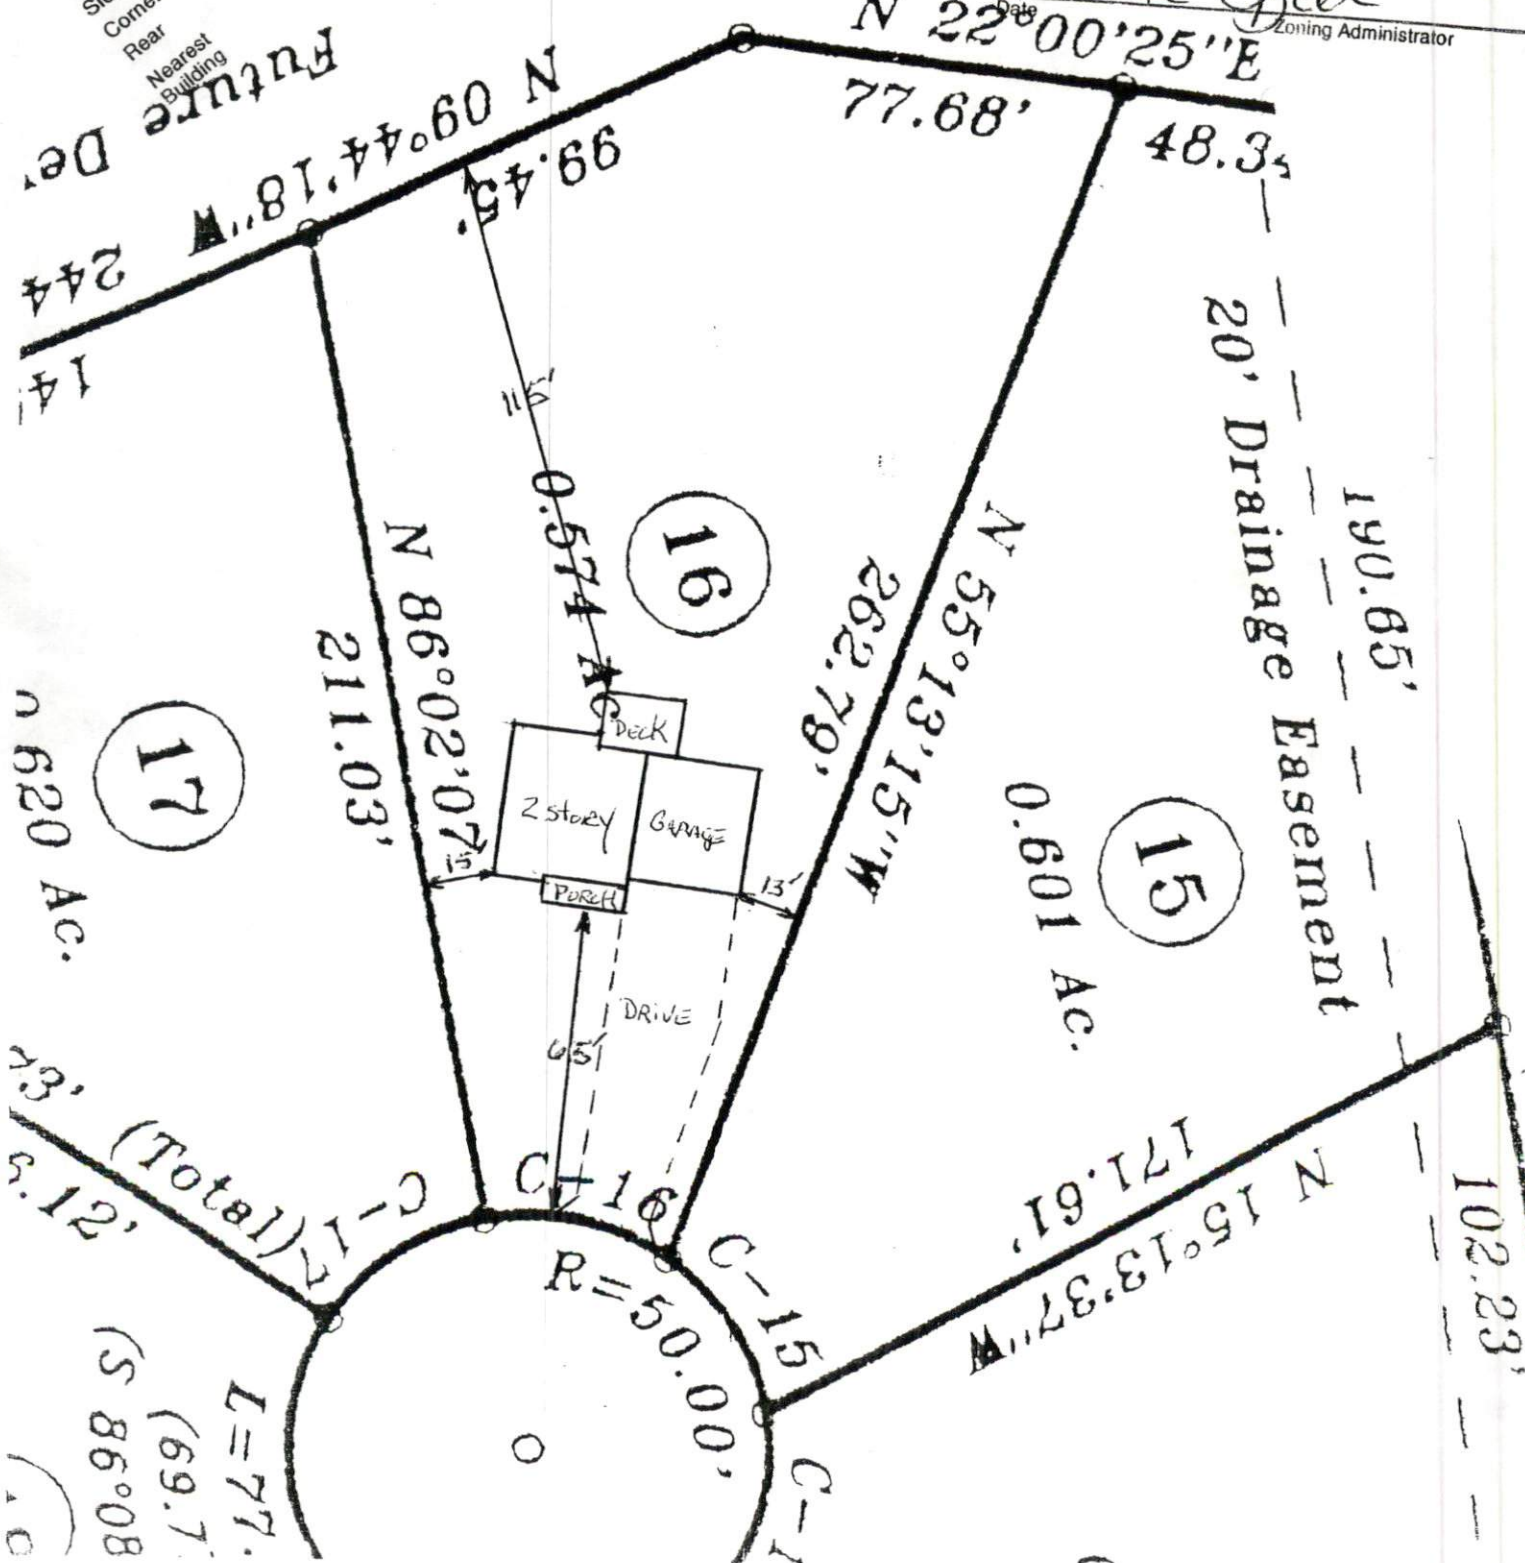 Corner
Rear
Nearest
Building
Date
Zoning Administrator
Future De
N 09°44'18"W
99.45'
N 22°00'25"E
77.68'
48.3
244
14
115'
0.574 Ac
16
N 86°02'07"
211.03'
N 55°13'15"W
262.79'
20' Drainage Easement
190.65'
17
620 Ac.
DECK
2 STORY
GARAGE
PORCH
15'
13'
DRIVE
65'
15
0.601 Ac.
3' (Total)
6.12'
C-17
C-16
C-15
R=50.00'
171.61'
N 15°13'37"W
102.23'
L=77.
(69.7
(S 86°08
C-1